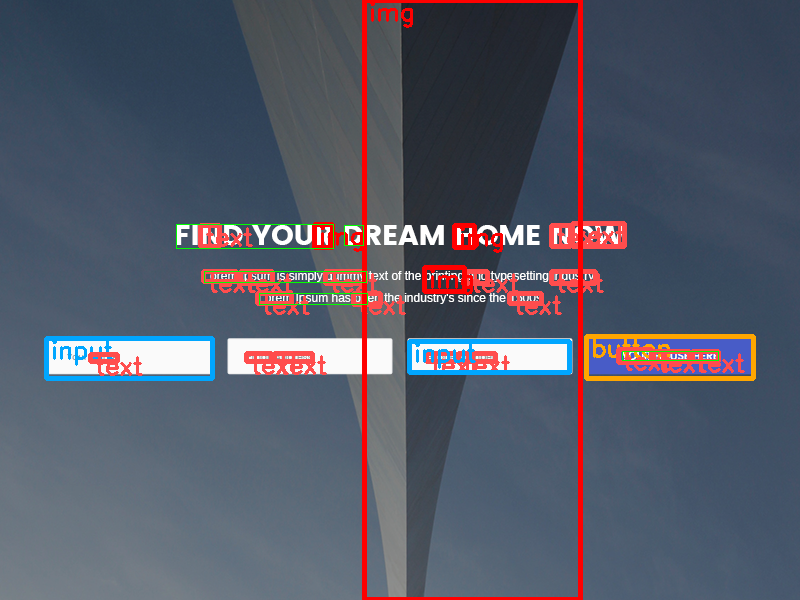 img
FIND YOUR DREAM HOME NOW
text img img text
Lorem Ipsum is simply dummy text of the printing and typesetting industry
text text text img text text
Lorem Ipsum has been the industry's since the 1500s
text text text
input input button
text text text text text text text text